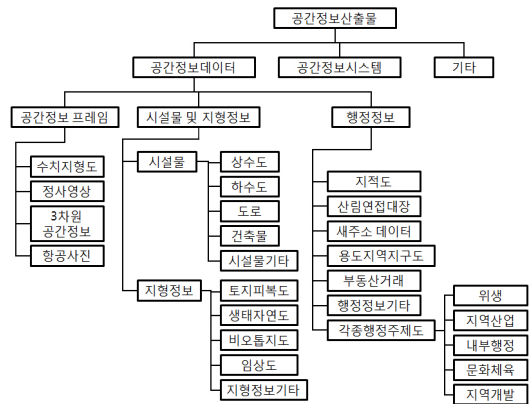 공간정보산출물
공간정보데이터
공간정보시스템
기타
공간정보 프레임
시설물 및 지형정보
행정정보
수치지형도
정사영상
3차원
공간정보
항공사진
시설물
상수도
하수도
도로
건축물
시설물기타
지형정보
토지피복도
생태자연도
비오톱지도
임상도
지형정보기타
지적도
산림연접대장
새주소 데이터
용도지역지구도
부동산거래
행정정보기타
각종행정주제도
위생
지역산업
내부행정
문화체육
지역개발